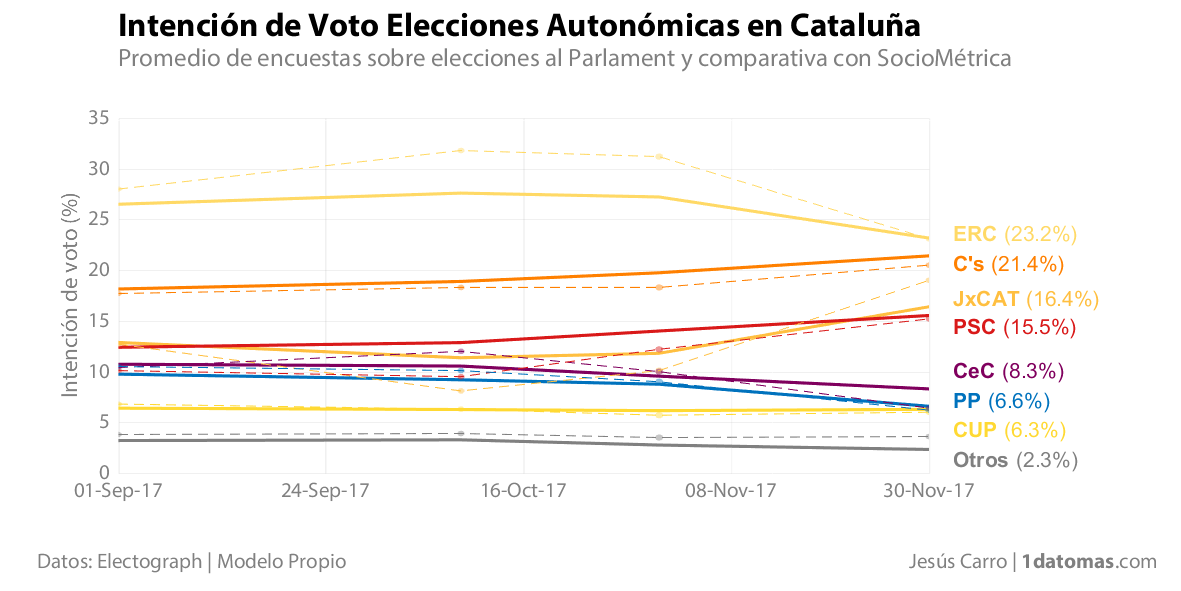 Intención de Voto Elecciones Autonómicas en Cataluña
Promedio de encuestas sobre elecciones al Parlament y comparativa con SocioMétrica
Intención de voto (%)
35
30
25
20
15
10
5
0
01-Sep-17
24-Sep-17
16-Oct-17
08-Nov-17
30-Nov-17
ERC (23.2%)
C's (21.4%)
JxCAT (16.4%)
PSC (15.5%)
CeC (8.3%)
PP (6.6%)
CUP (6.3%)
Otros (2.3%)
Datos: Electograph | Modelo Propio
Jesús Carro | 1datomas.com